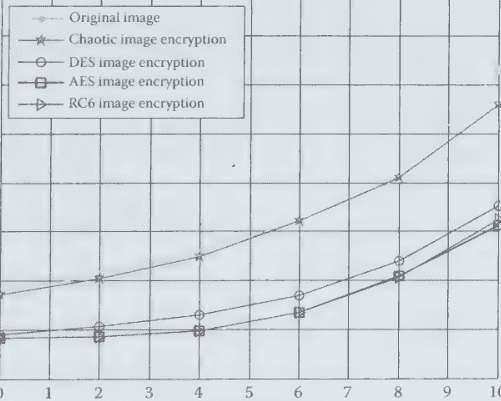 Original image
Chaotic image encryption
DES image encryption
AES image encryption
RC6 image encryption
0 1 2 3 4 5 6 7 8 9 10